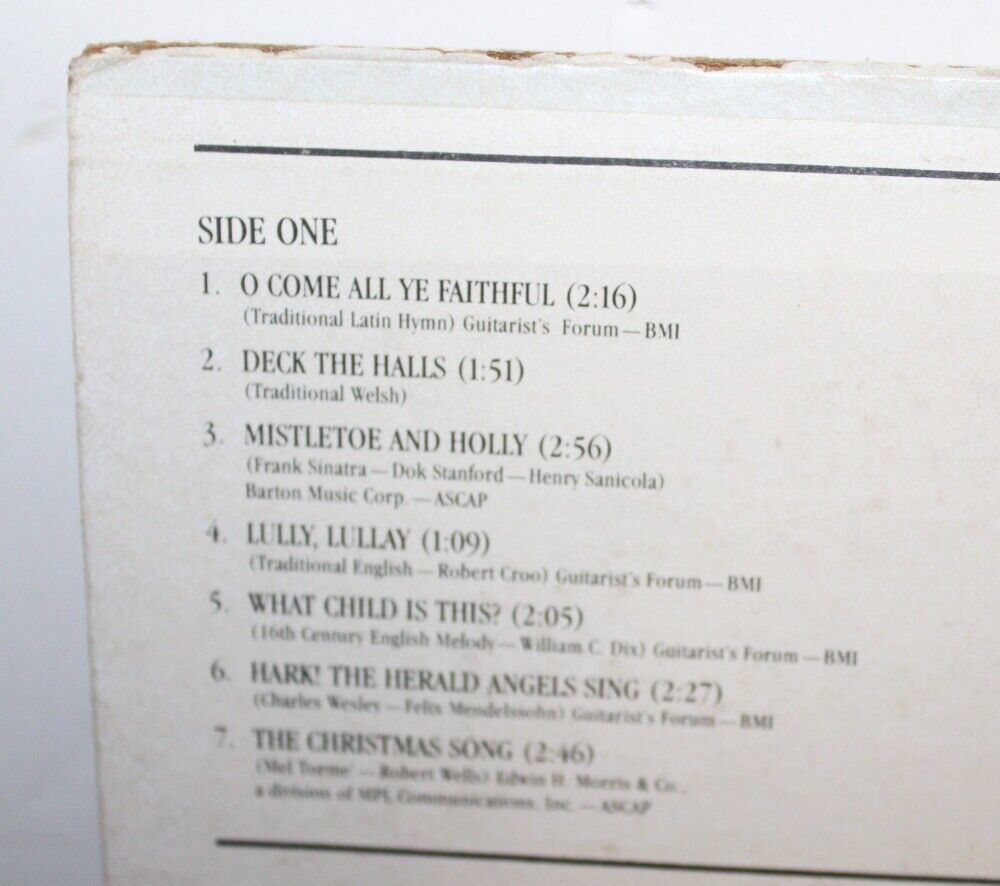 SIDE ONE
1. O COME ALL YE FAITHFUL (2:16)
(Traditional Latin Hymn) Guitarist's Forum—BMI
2. DECK THE HALLS (1:51)
(Traditional Welsh)
3. MISTLETOE AND HOLLY (2:56)
(Frank Sinatra—Dok Stanford—Henry Sanicola)
Barton Music Corp.—ASCAP
4. LULLY, LULLAY (1:09)
(Traditional English—Robert Croo) Guitarist's Forum—BMI
5. WHAT CHILD IS THIS? (2:05)
(16th Century English Melody—William C. Dix) Guitarist's Forum—BMI
6. HARK! THE HERALD ANGELS SING (2:27)
(Charles Wesley—Felix Mendelssohn) Guitarist's Forum—BMI
7. THE CHRISTMAS SONG (2:46)
(Mel Torme'—Robert Wells) Edwin H. Morris & Co.,
a division of MPL Communications, Inc.—ASCAP